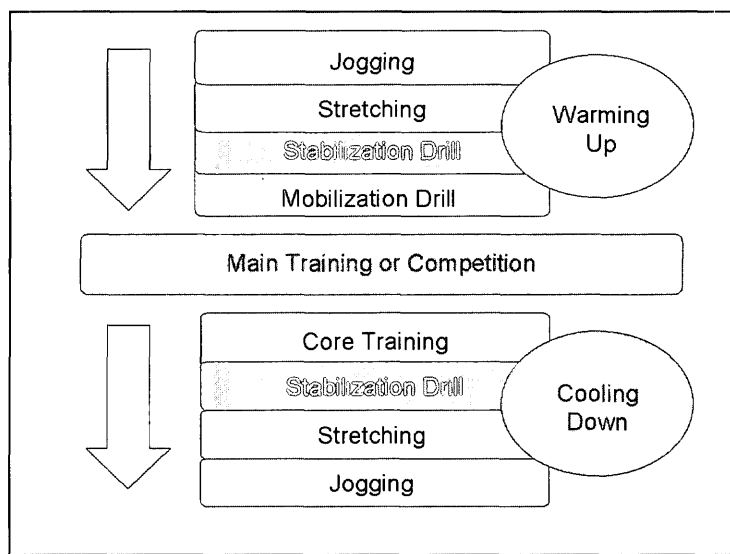 Jogging
Stretching
Stabilization Drill
Mobilization Drill
Warming
Up
Main Training or Competition
Core Training
Stabilization Drill
Stretching
Jogging
Cooling
Down